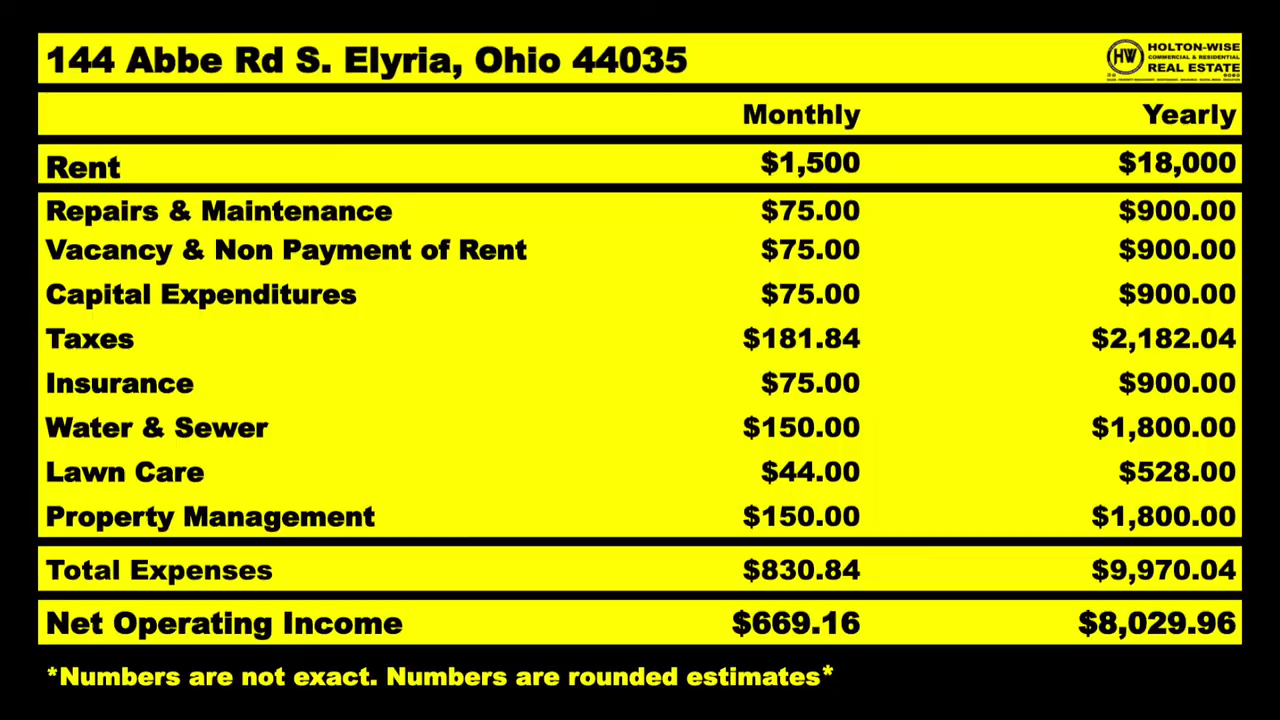 144 Abbe Rd S. Elyria, Ohio 44035
HW
HOLTON-WISE
COMMERCIAL & RESIDENTIAL
REAL ESTATE
Monthly Yearly
Rent $1,500 $18,000
Repairs & Maintenance $75.00 $900.00
Vacancy & Non Payment of Rent $75.00 $900.00
Capital Expenditures $75.00 $900.00
Taxes $181.84 $2,182.04
Insurance $75.00 $900.00
Water & Sewer $150.00 $1,800.00
Lawn Care $44.00 $528.00
Property Management $150.00 $1,800.00
Total Expenses $830.84 $9,970.04
Net Operating Income $669.16 $8,029.96
*Numbers are not exact. Numbers are rounded estimates*